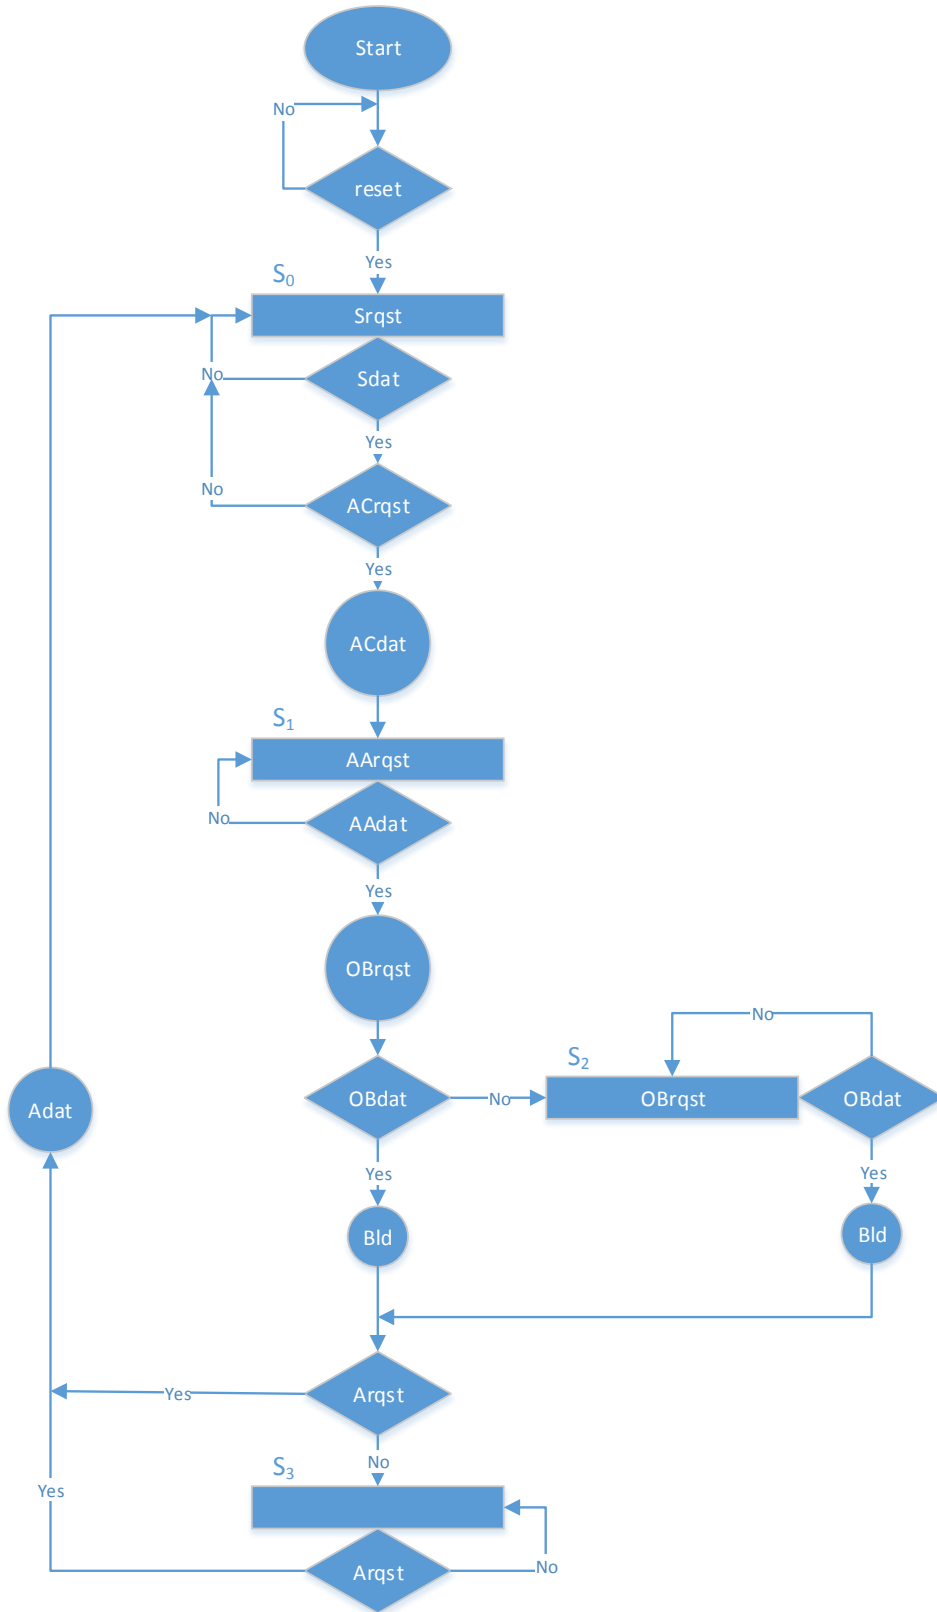 Start
No
reset
Yes
S₀
Srqst
No
Sdat
Yes
No
ACrqst
Yes
ACdat
S₁
AArqst
No
AAdat
Yes
OBrqst
No
S₂
Adat
OBdat
No
OBrqst
OBdat
Yes
Yes
Bld
Bld
Yes
Arqst
No
S₃
Yes
Arqst
No